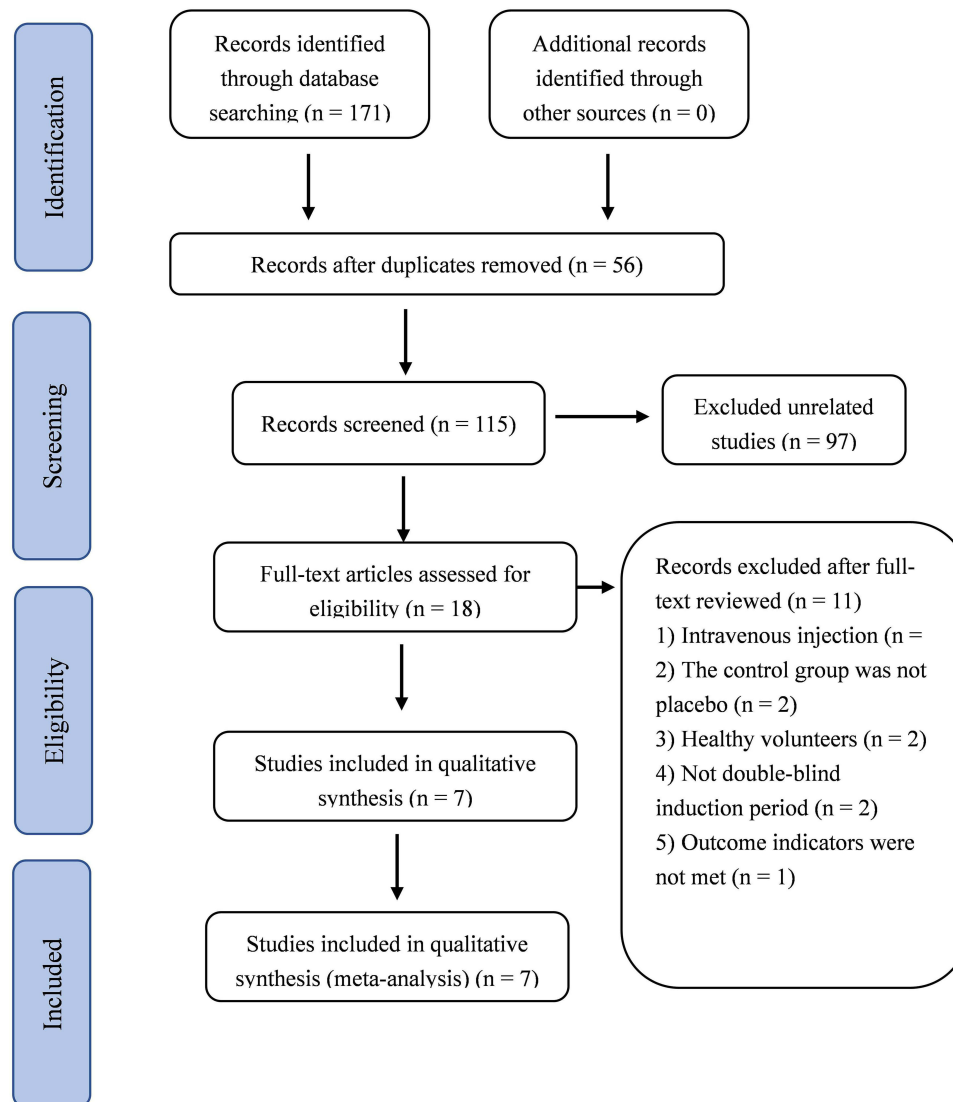 Identification
Records identified
through database
searching (n = 171)
Additional records
identified through
other sources (n = 0)
Records after duplicates removed (n = 56)
Screening
Records screened (n = 115)
Excluded unrelated
studies (n = 97)
Eligibility
Full-text articles assessed for
eligibility (n = 18)
Records excluded after full-
text reviewed (n = 11)
1) Intravenous injection (n =
2) The control group was not
placebo (n = 2)
3) Healthy volunteers (n = 2)
4) Not double-blind
induction period (n = 2)
5) Outcome indicators were
not met (n = 1)
Studies included in qualitative
synthesis (n = 7)
Included
Studies included in qualitative
synthesis (meta-analysis) (n = 7)